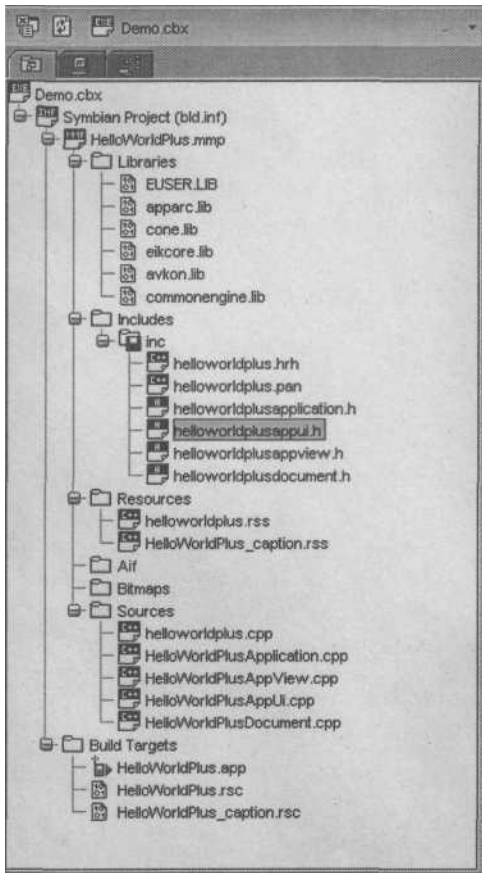 Demo.cbx
Demo.cbx
Symbian Project (bld.inf)
HelloWorldPlus.mmp
Libraries
EUSER.LIB
apparc.lib
cone.lib
eikcore.lib
avkon.lib
commonengine.lib
Includes
inc
helloworldplus.hrh
helloworldplus.pan
helloworldplusapplication.h
helloworldplusappui.h
helloworldplusappview.h
helloworldplusdocument.h
Resources
helloworldplus.rss
HelloWorldPlus_caption.rss
Aif
Bitmaps
Sources
helloworldplus.cpp
HelloWorldPlusApplication.cpp
HelloWorldPlusAppView.cpp
HelloWorldPlusAppUi.cpp
HelloWorldPlusDocument.cpp
Build Targets
HelloWorldPlus.app
HelloWorldPlus.rsc
HelloWorldPlus_caption.rsc